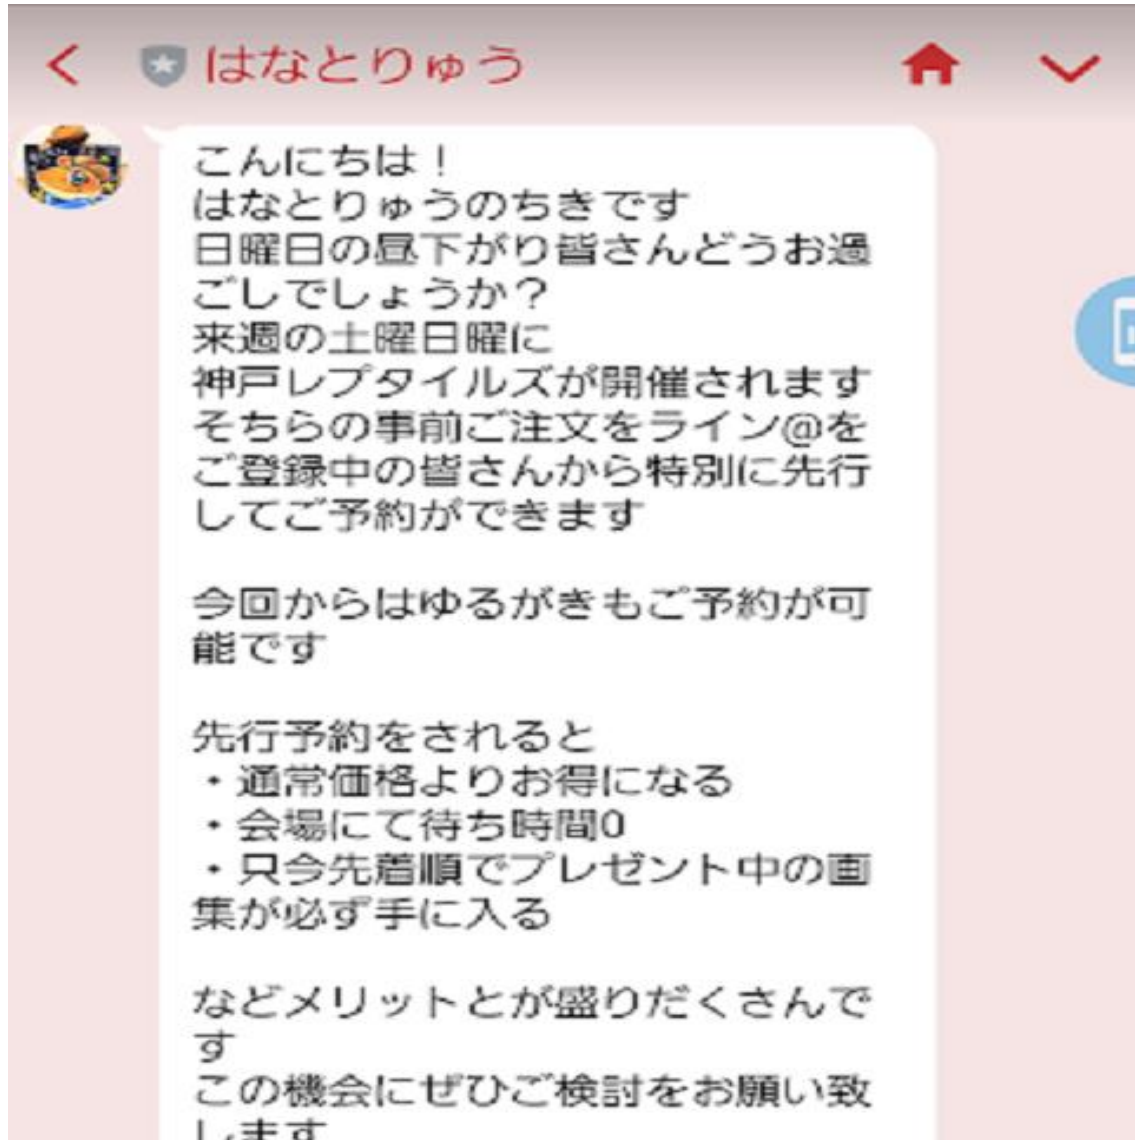 はなとりゅう
こんにちは！
はなとりゅうのちきです
日曜日の昼下がり皆さんどうお過
ごしでしょうか？
来週の土曜日曜に
神戸レプタイルズが開催されます
そちらの事前ご注文をライン@を
ご登録中の皆さんから特別に先行
してご予約ができます
今回からはゆるがきもご予約が可
能です
先行予約をされると
・通常価格よりお得になる
・会場にて待ち時間0
・只今先着順でプレゼント中の画
集が必ず手に入る
などメリットとが盛りだくさんで
す
この機会にぜひご検討をお願い致
します